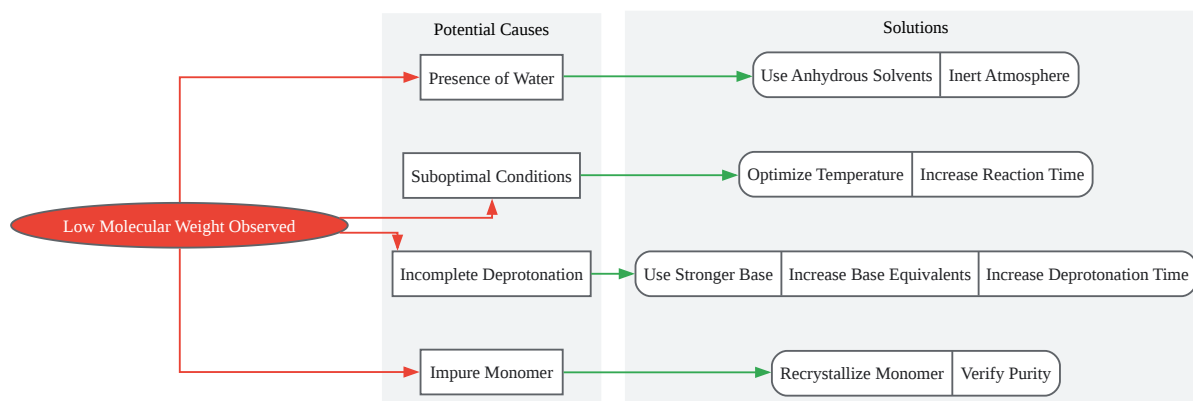 Potential Causes
Solutions
Presence of Water
Use Anhydrous Solvents
Inert Atmosphere
Suboptimal Conditions
Optimize Temperature
Increase Reaction Time
Low Molecular Weight Observed
Incomplete Deprotonation
Use Stronger Base
Increase Base Equivalents
Increase Deprotonation Time
Impure Monomer
Recrystallize Monomer
Verify Purity